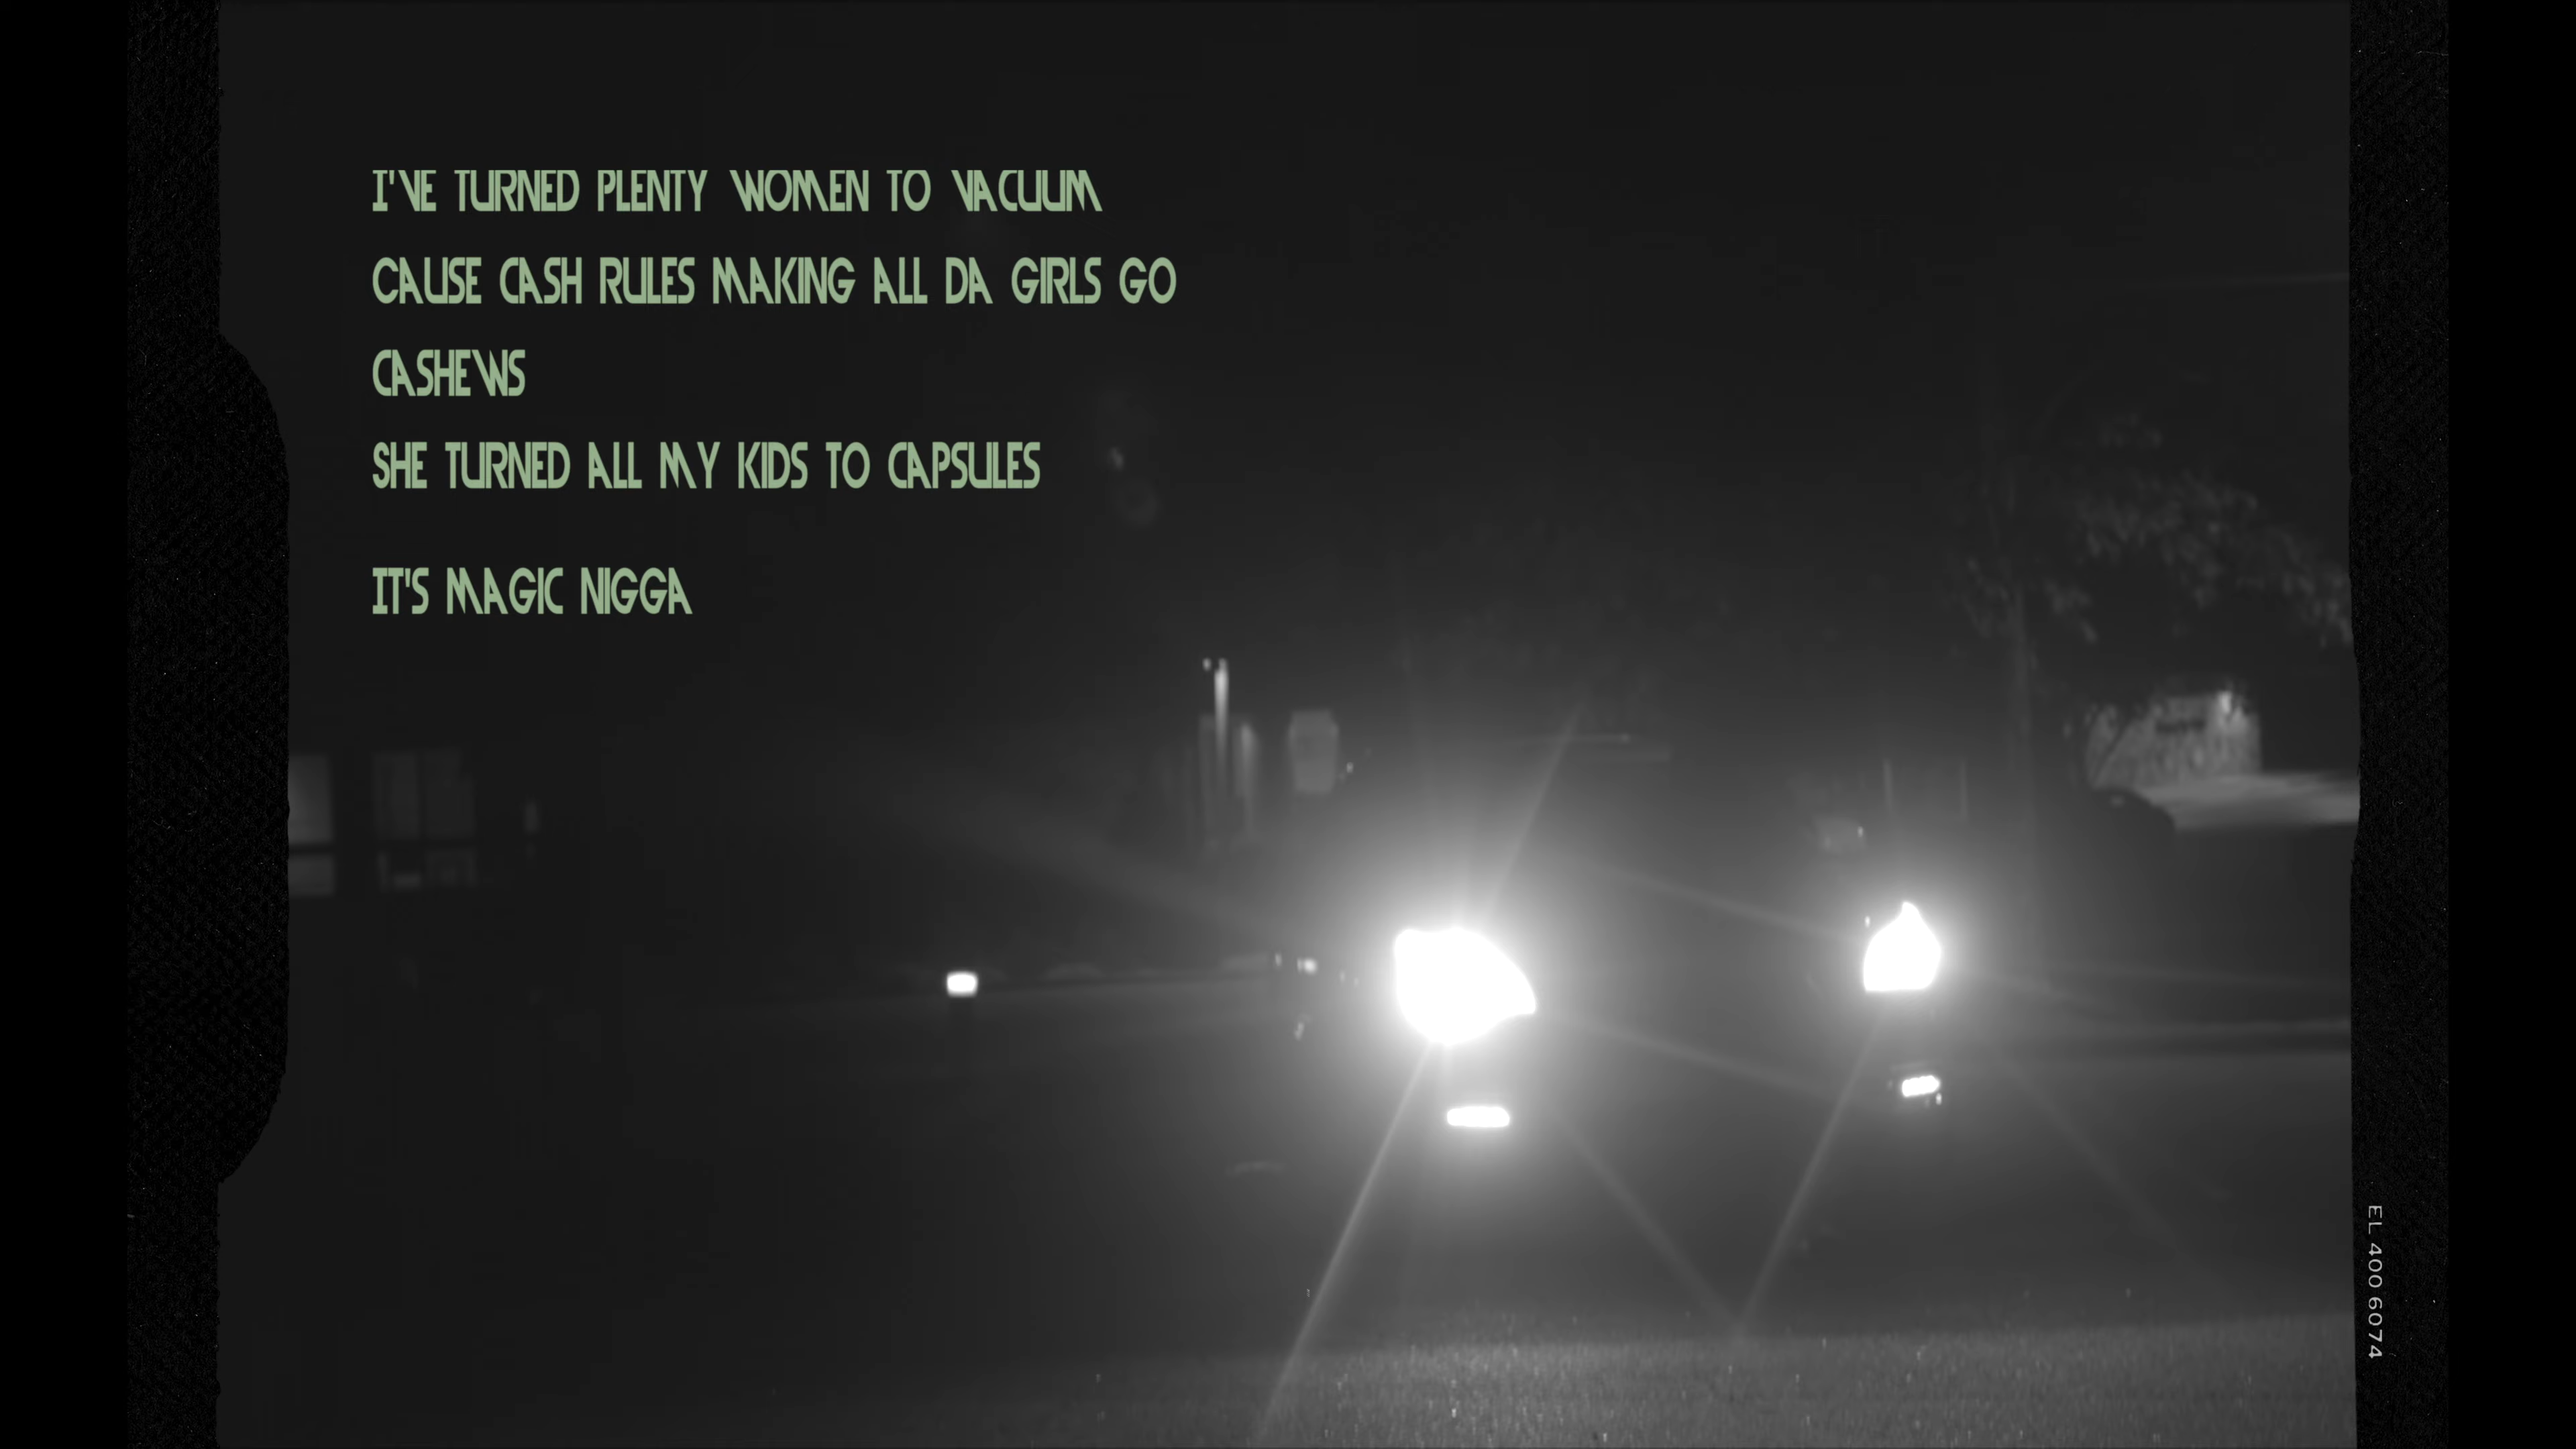 I'VE TURNED PLENTY WOMEN TO VACUUM
CAUSE CASH RULES MAKING ALL DA GIRLS GO
CASHEWS
SHE TURNED ALL MY KIDS TO CAPSULES
IT'S MAGIC NIGGA
EL 400 6074